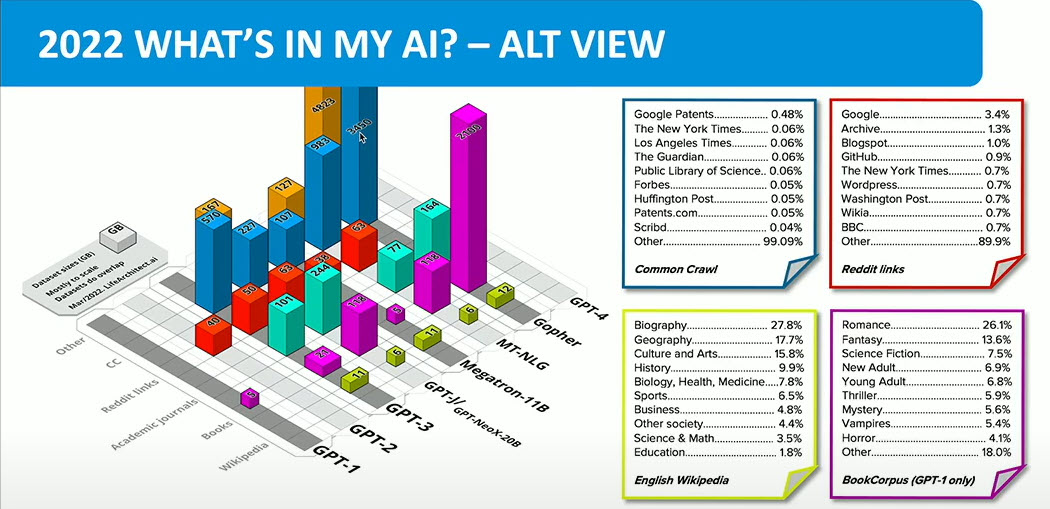 2022 WHAT'S IN MY AI? – ALT VIEW
GB
Dataset sizes (GB)
Mostly to scale
Datasets do overlap
Mar/2022. LifeArchitect.ai
4823
3450
983
2100
127
167
570
227
107
63
164
77
118
12
38
63
244
50
101
40
118
6
6
11
21
6
11
5
Other
CC
Reddit links
Academic journals
Books
Wikipedia
GPT-1
GPT-2
GPT-3
GPT-J/
GPT-NeoX-20B
Megatron-11B
MT-NLG
Gopher
GPT-4
Google Patents.................... 0.48%
The New York Times........... 0.06%
Los Angeles Times.............. 0.06%
The Guardian....................... 0.06%
Public Library of Science.. 0.06%
Forbes................................... 0.05%
Huffington Post.................... 0.05%
Patents.com......................... 0.05%
Scribd.................................... 0.04%
Other................................... 99.09%
Common Crawl
Google................................... 3.4%
Archive.................................. 1.3%
Blogspot................................ 1.0%
GitHub................................... 0.9%
The New York Times............ 0.7%
Wordpress............................. 0.7%
Washington Post.................. 0.7%
Wikia...................................... 0.7%
BBC........................................ 0.7%
Other.................................... 89.9%
Reddit links
Biography............................ 27.8%
Geography........................... 17.7%
Culture and Arts.................. 15.8%
History................................... 9.9%
Biology, Health, Medicine....7.8%
Sports.................................... 6.5%
Business................................ 4.8%
Other society........................ 4.4%
Science & Math.................... 3.5%
Education.............................. 1.8%
English Wikipedia
Romance.............................. 26.1%
Fantasy................................. 13.6%
Science Fiction..................... 7.5%
New Adult............................. 6.9%
Young Adult.......................... 6.8%
Thriller................................... 5.9%
Mystery.................................. 5.6%
Vampires............................... 5.4%
Horror.................................... 4.1%
Other.................................... 18.0%
BookCorpus (GPT-1 only)